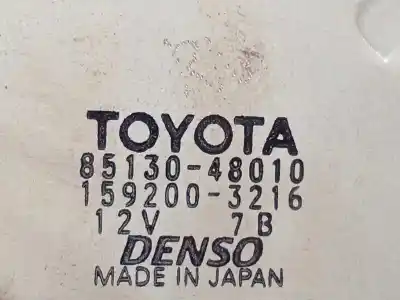 TOYOTA
85130-48010
159200-3216
12V 7B
DENSO
MADE IN JAPAN